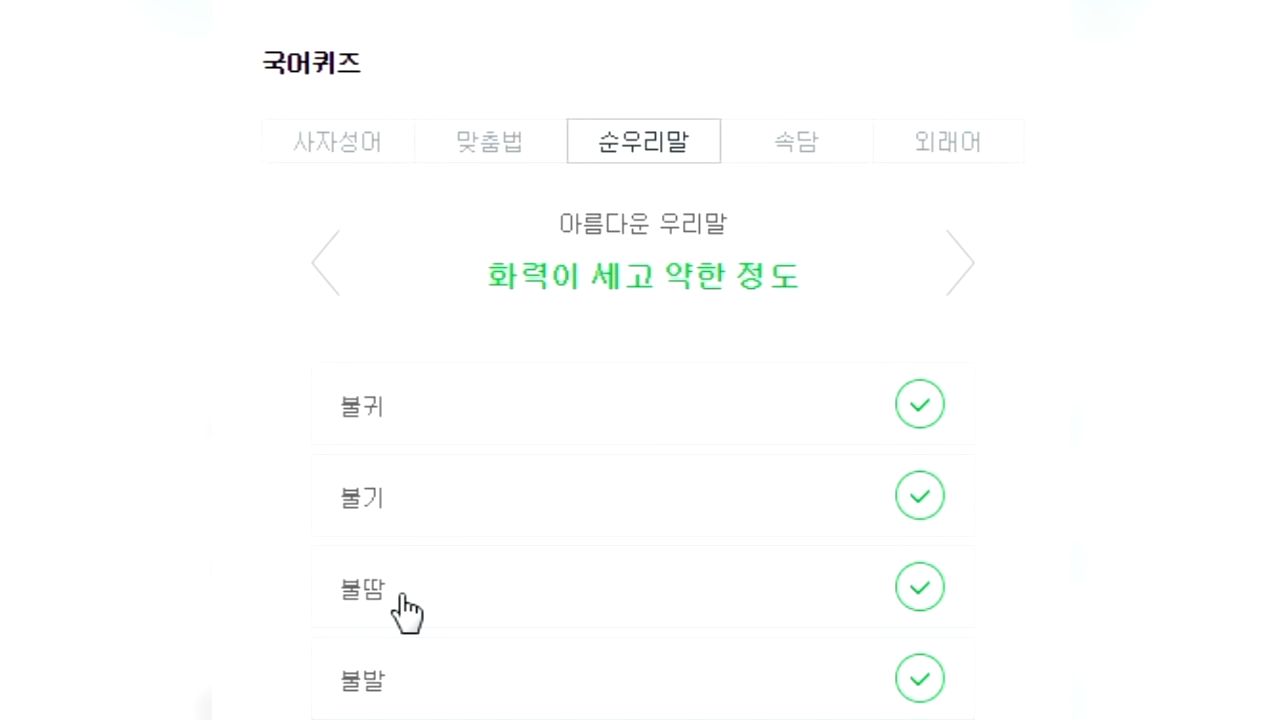 국어퀴즈
사자성어 맞춤법 순우리말 속담 외래어
아름다운 우리말
화력이 세고 약한 정도
불귀
불기
불땀
불발